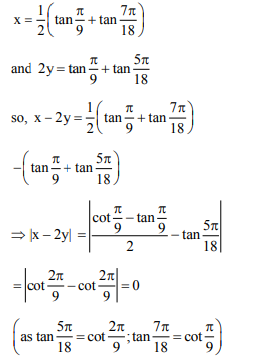 x = 1/2 ( tan π/9 + tan 7π/18 )
and 2y = tan π/9 + tan 5π/18
so, x − 2y = 1/2 ( tan π/9 + tan 7π/18 )
− ( tan π/9 + tan 5π/18 )
⇒ |x − 2y| = | (cot π/9 − tan π/9)/2 − tan 5π/18 |
= | cot 2π/9 − cot 2π/9 | = 0
( as tan 5π/18 = cot 2π/9 ; tan 7π/18 = cot π/9 )